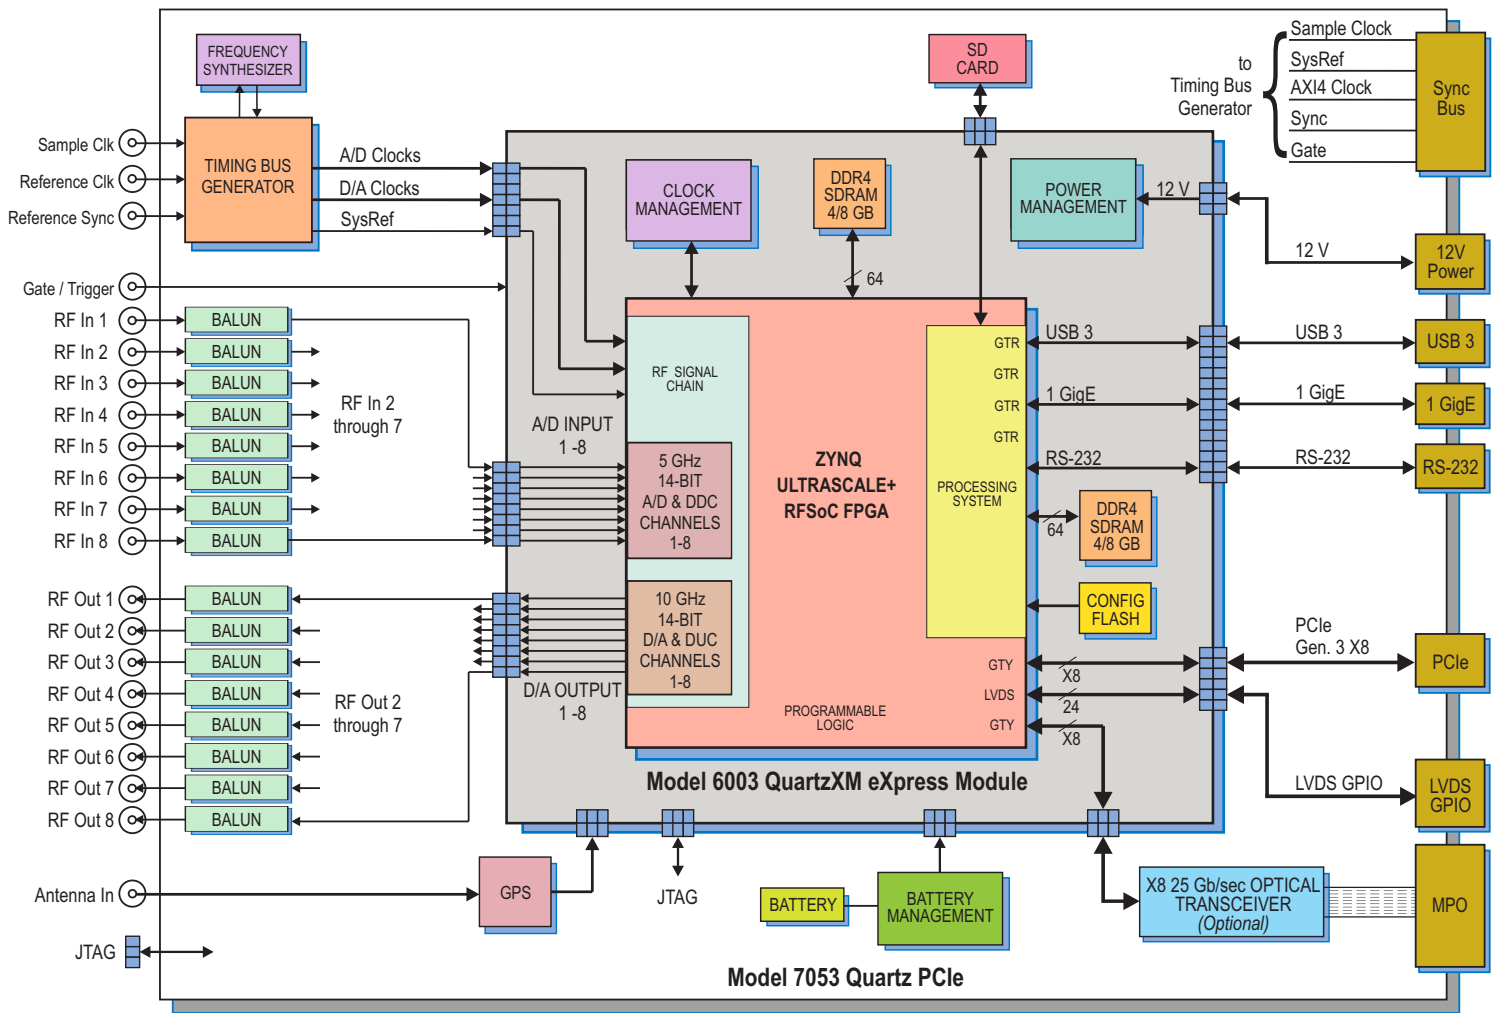 FREQUENCY
SYNTHESIZER
SD
CARD
to
Timing Bus
Generator
Sample Clock
SysRef
AXI4 Clock
Sync
Gate
Sync
Bus
Sample Clk
Reference Clk
Reference Sync
TIMING BUS
GENERATOR
A/D Clocks
D/A Clocks
SysRef
CLOCK
MANAGEMENT
DDR4
SDRAM
4/8 GB
64
POWER
MANAGEMENT
12 V
12 V
12V
Power
Gate / Trigger
RF In 1
BALUN
RF In 2
BALUN
RF In 3
BALUN
RF In 4
BALUN
RF In 5
BALUN
RF In 6
BALUN
RF In 7
BALUN
RF In 8
BALUN
RF In 2
through 7
A/D INPUT
1 -8
RF SIGNAL
CHAIN
5 GHz
14-BIT
A/D & DDC
CHANNELS
1-8
10 GHz
14-BIT
D/A & DUC
CHANNELS
1-8
ZYNQ
ULTRASCALE+
RFSoC FPGA
PROCESSING
SYSTEM
GTR
GTR
GTR
GTR
USB 3
USB 3
USB 3
1 GigE
1 GigE
1 GigE
RS-232
RS-232
RS-232
64
DDR4
SDRAM
4/8 GB
CONFIG
FLASH
RF Out 1
BALUN
RF Out 2
BALUN
RF Out 3
BALUN
RF Out 4
BALUN
RF Out 5
BALUN
RF Out 6
BALUN
RF Out 7
BALUN
RF Out 8
BALUN
RF Out 2
through 7
D/A OUTPUT
1 -8
PROGRAMMABLE
LOGIC
GTY
X8
LVDS
24
GTY
X8
PCIe
Gen. 3 X8
PCIe
LVDS GPIO
LVDS
GPIO
Model 6003 QuartzXM eXpress Module
Antenna In
GPS
JTAG
BATTERY
BATTERY
MANAGEMENT
X8 25 Gb/sec OPTICAL
TRANSCEIVER
(Optional)
MPO
JTAG
Model 7053 Quartz PCIe